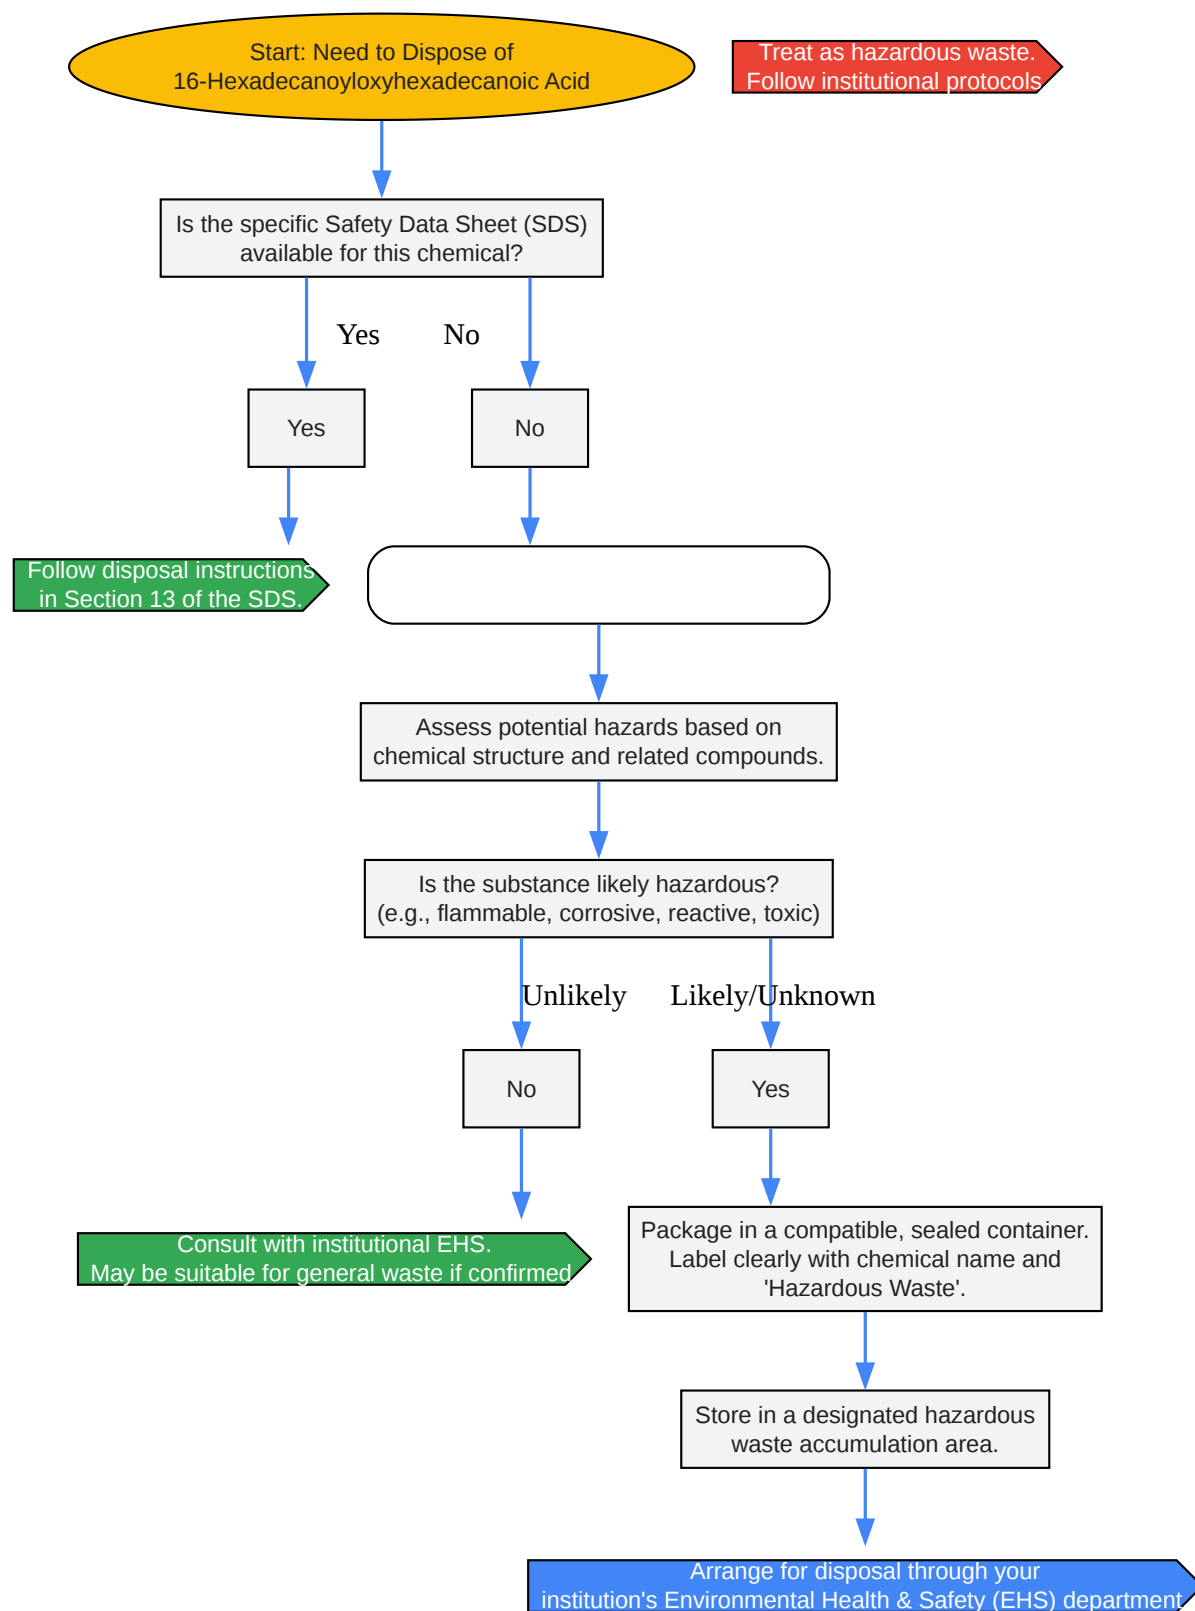 Start: Need to Dispose of
16-Hexadecanoyloxyhexadecanoic Acid
Treat as hazardous waste.
Follow institutional protocols
Is the specific Safety Data Sheet (SDS)
available for this chemical?
Yes
No
Yes
No
Follow disposal instructions
in Section 13 of the SDS.
Assess potential hazards based on
chemical structure and related compounds.
Is the substance likely hazardous?
(e.g., flammable, corrosive, reactive, toxic)
Unlikely
Likely/Unknown
No
Yes
Consult with institutional EHS.
May be suitable for general waste if confirmed
Package in a compatible, sealed container.
Label clearly with chemical name and
'Hazardous Waste'.
Store in a designated hazardous
waste accumulation area.
Arrange for disposal through your
institution's Environmental Health & Safety (EHS) department